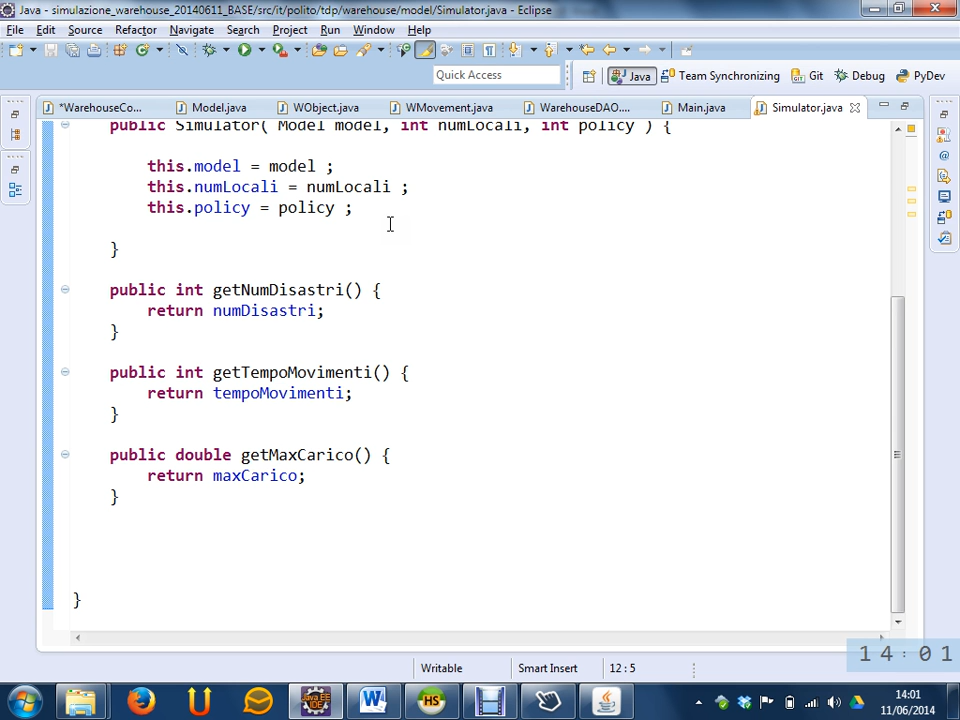 Java - simulazione_warehouse_20140611_BASE/src/it/polito/tdp/warehouse/model/Simulator.java - Eclipse
File Edit Source Refactor Navigate Search Project Run Window Help
Quick Access
Java Team Synchronizing Git Debug PyDev
*WarehouseCo... Model.java WObject.java WMovement.java WarehouseDAO.... Main.java Simulator.java
public Simulator( Model model, int numLocali, int policy ) {
this.model = model ;
this.numLocali = numLocali ;
this.policy = policy ;
}
public int getNumDisastri() {
return numDisastri;
}
public int getTempoMovimenti() {
return tempoMovimenti;
}
public double getMaxCarico() {
return maxCarico;
}
}
14:01
Writable Smart Insert 12 : 5
Java EE
IDE
W
HS
14:01
11/06/2014